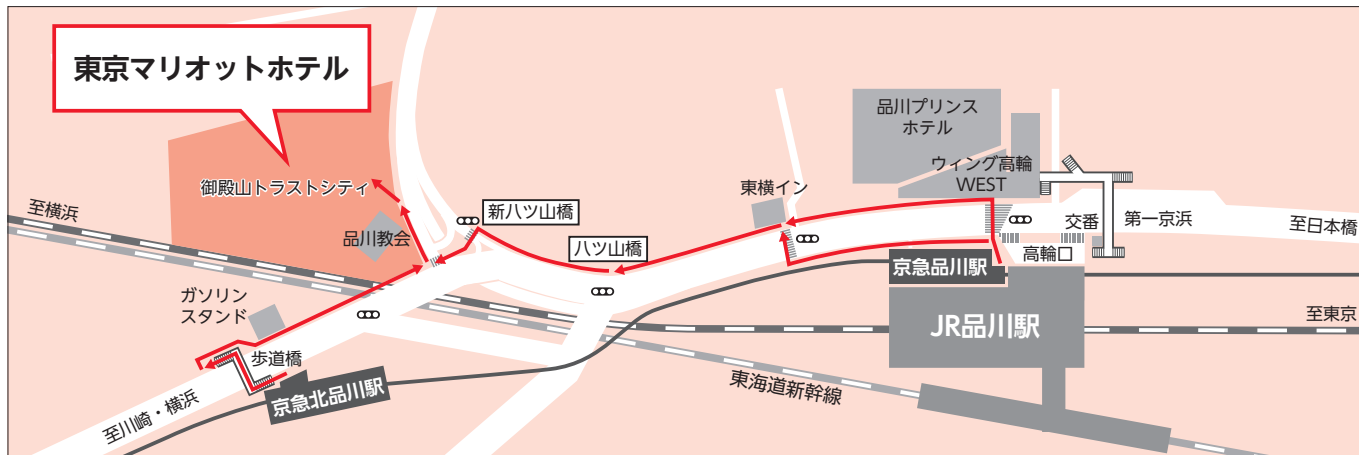 東京マリオットホテル
御殿山トラストシティ
至横浜
品川教会
新八ツ山橋
八ツ山橋
東横イン
品川プリンス
ホテル
ウィング高輪
WEST
交番
第一京浜
至日本橋
高輪口
京急品川駅
JR品川駅
至東京
ガソリン
スタンド
歩道橋
京急北品川駅
至川崎・横浜
東海道新幹線